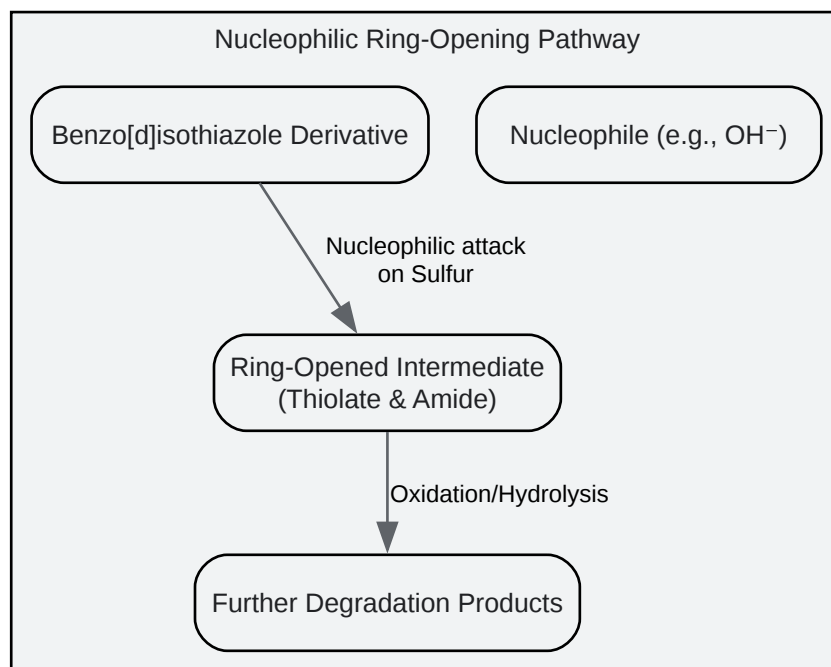 Nucleophilic Ring-Opening Pathway
Benzo[d]isothiazole Derivative
Nucleophile (e.g., OH⁻)
Nucleophilic attack
on Sulfur
Ring-Opened Intermediate
(Thiolate & Amide)
Oxidation/Hydrolysis
Further Degradation Products